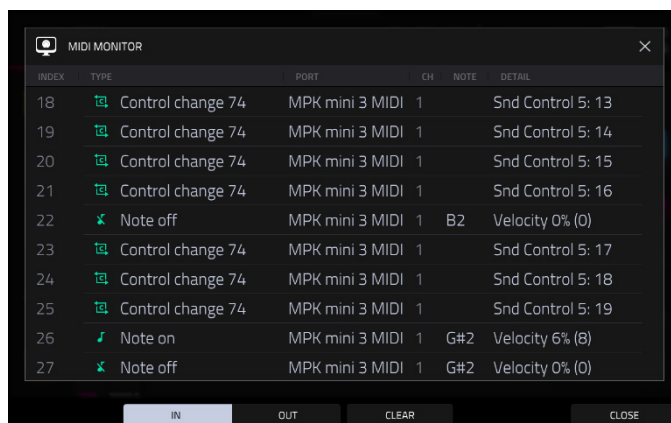 MIDI MONITOR
INDEX TYPE PORT CH NOTE DETAIL
18 Control change 74 MPK mini 3 MIDI 1 Snd Control 5: 13
19 Control change 74 MPK mini 3 MIDI 1 Snd Control 5: 14
20 Control change 74 MPK mini 3 MIDI 1 Snd Control 5: 15
21 Control change 74 MPK mini 3 MIDI 1 Snd Control 5: 16
22 Note off MPK mini 3 MIDI 1 B2 Velocity 0% (0)
23 Control change 74 MPK mini 3 MIDI 1 Snd Control 5: 17
24 Control change 74 MPK mini 3 MIDI 1 Snd Control 5: 18
25 Control change 74 MPK mini 3 MIDI 1 Snd Control 5: 19
26 Note on MPK mini 3 MIDI 1 G#2 Velocity 6% (8)
27 Note off MPK mini 3 MIDI 1 G#2 Velocity 0% (0)
IN OUT CLEAR CLOSE